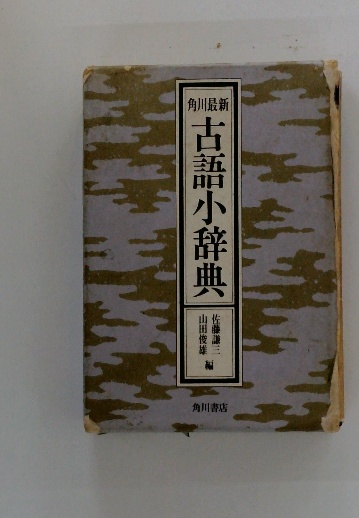 角川最新
古語小辞典
佐藤謙三
山田俊雄
編
角川書店